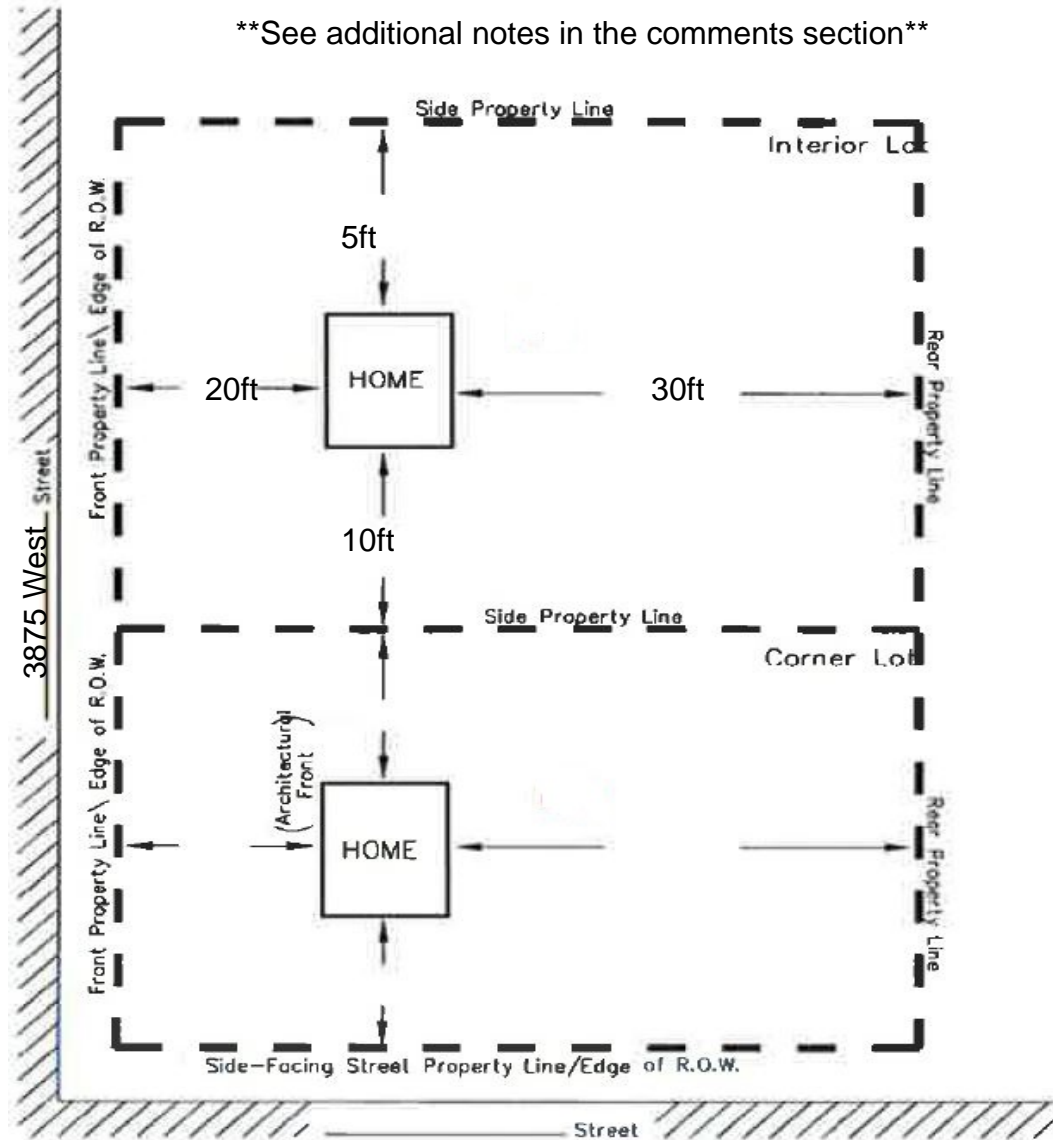 **See additional notes in the comments section**
Side Property Line
Interior Lot
Front Property Line\ Edge of R.O.W.
5ft
HOME
20ft
30ft
Rear Property Line
10ft
3875 West Street
Side Property Line
Corner Lot
Front Property Line\ Edge of R.O.W.
(Architectural
Front)
HOME
Rear Property Line
Side-Facing Street Property Line/Edge of R.O.W.
Street